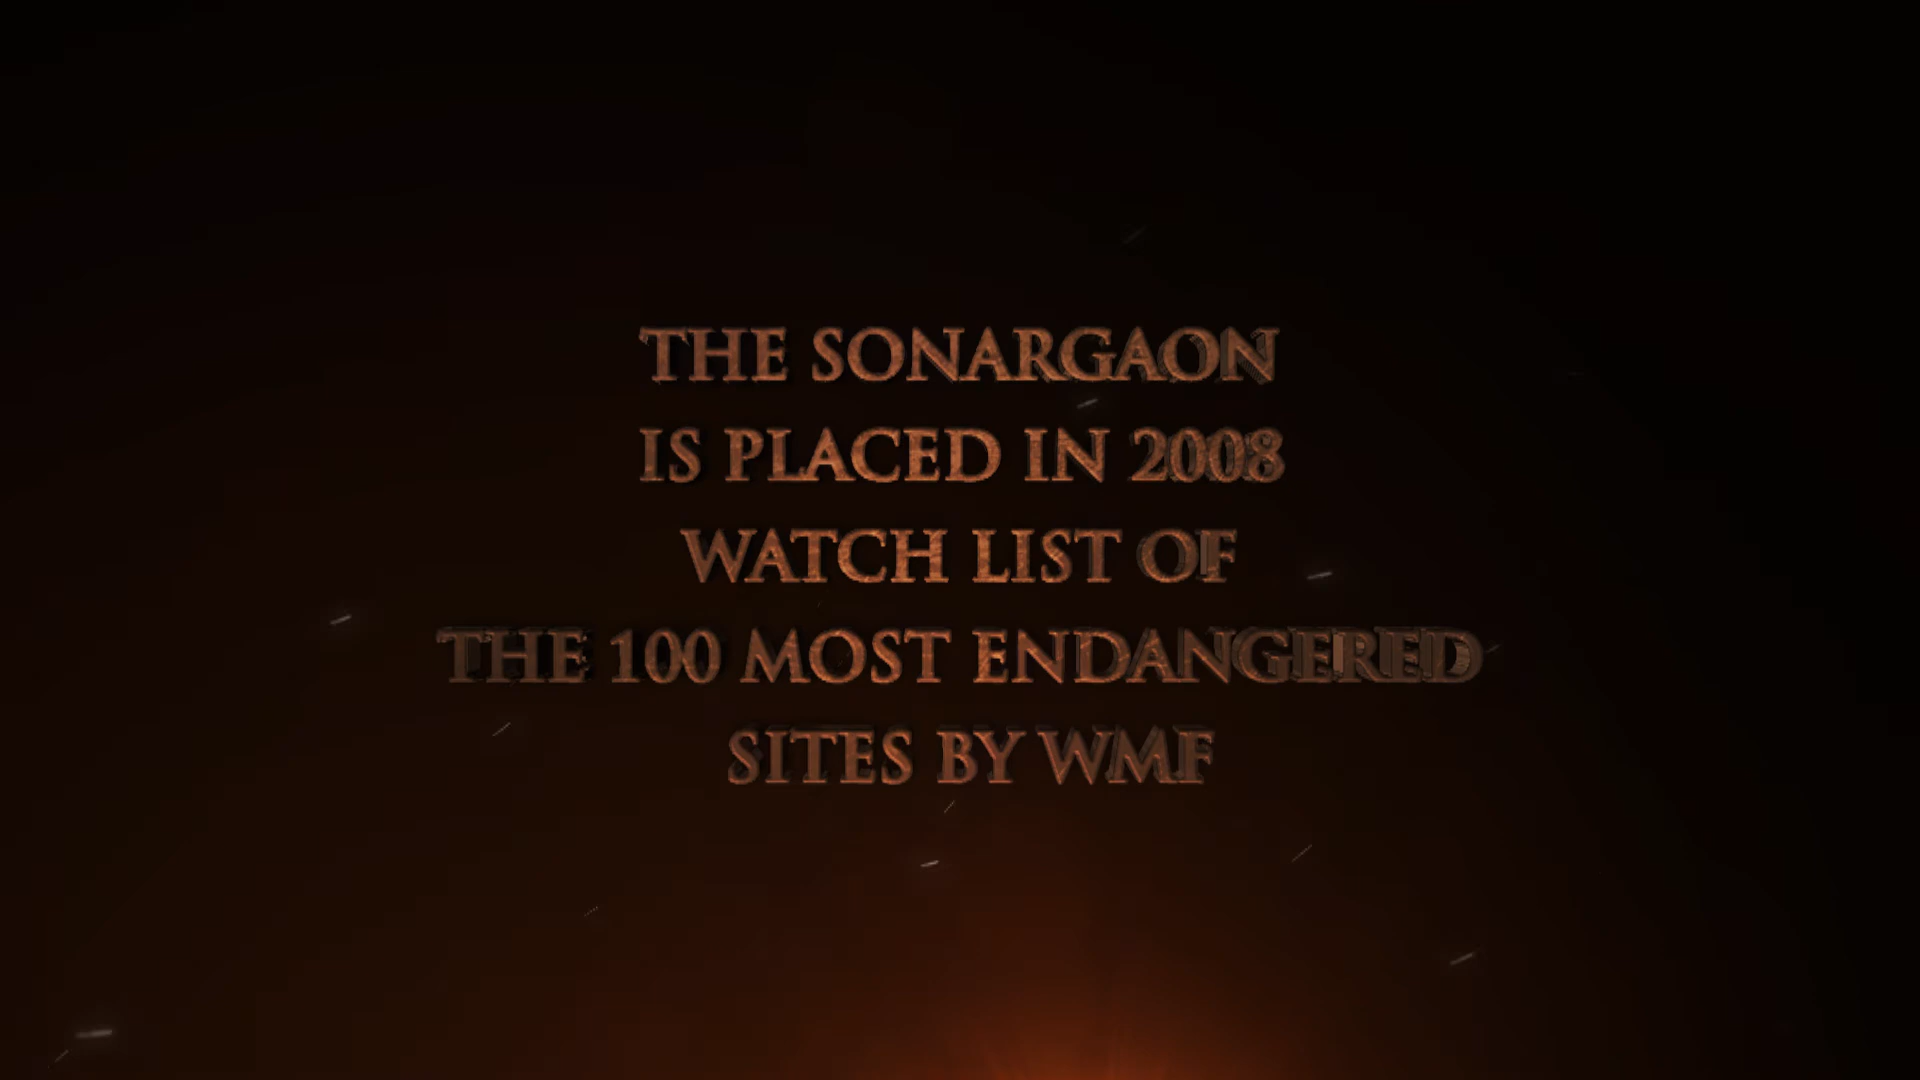 THE SONARGAON
IS PLACED IN 2008
WATCH LIST OF
THE 100 MOST ENDANGERED
SITES BY WMF